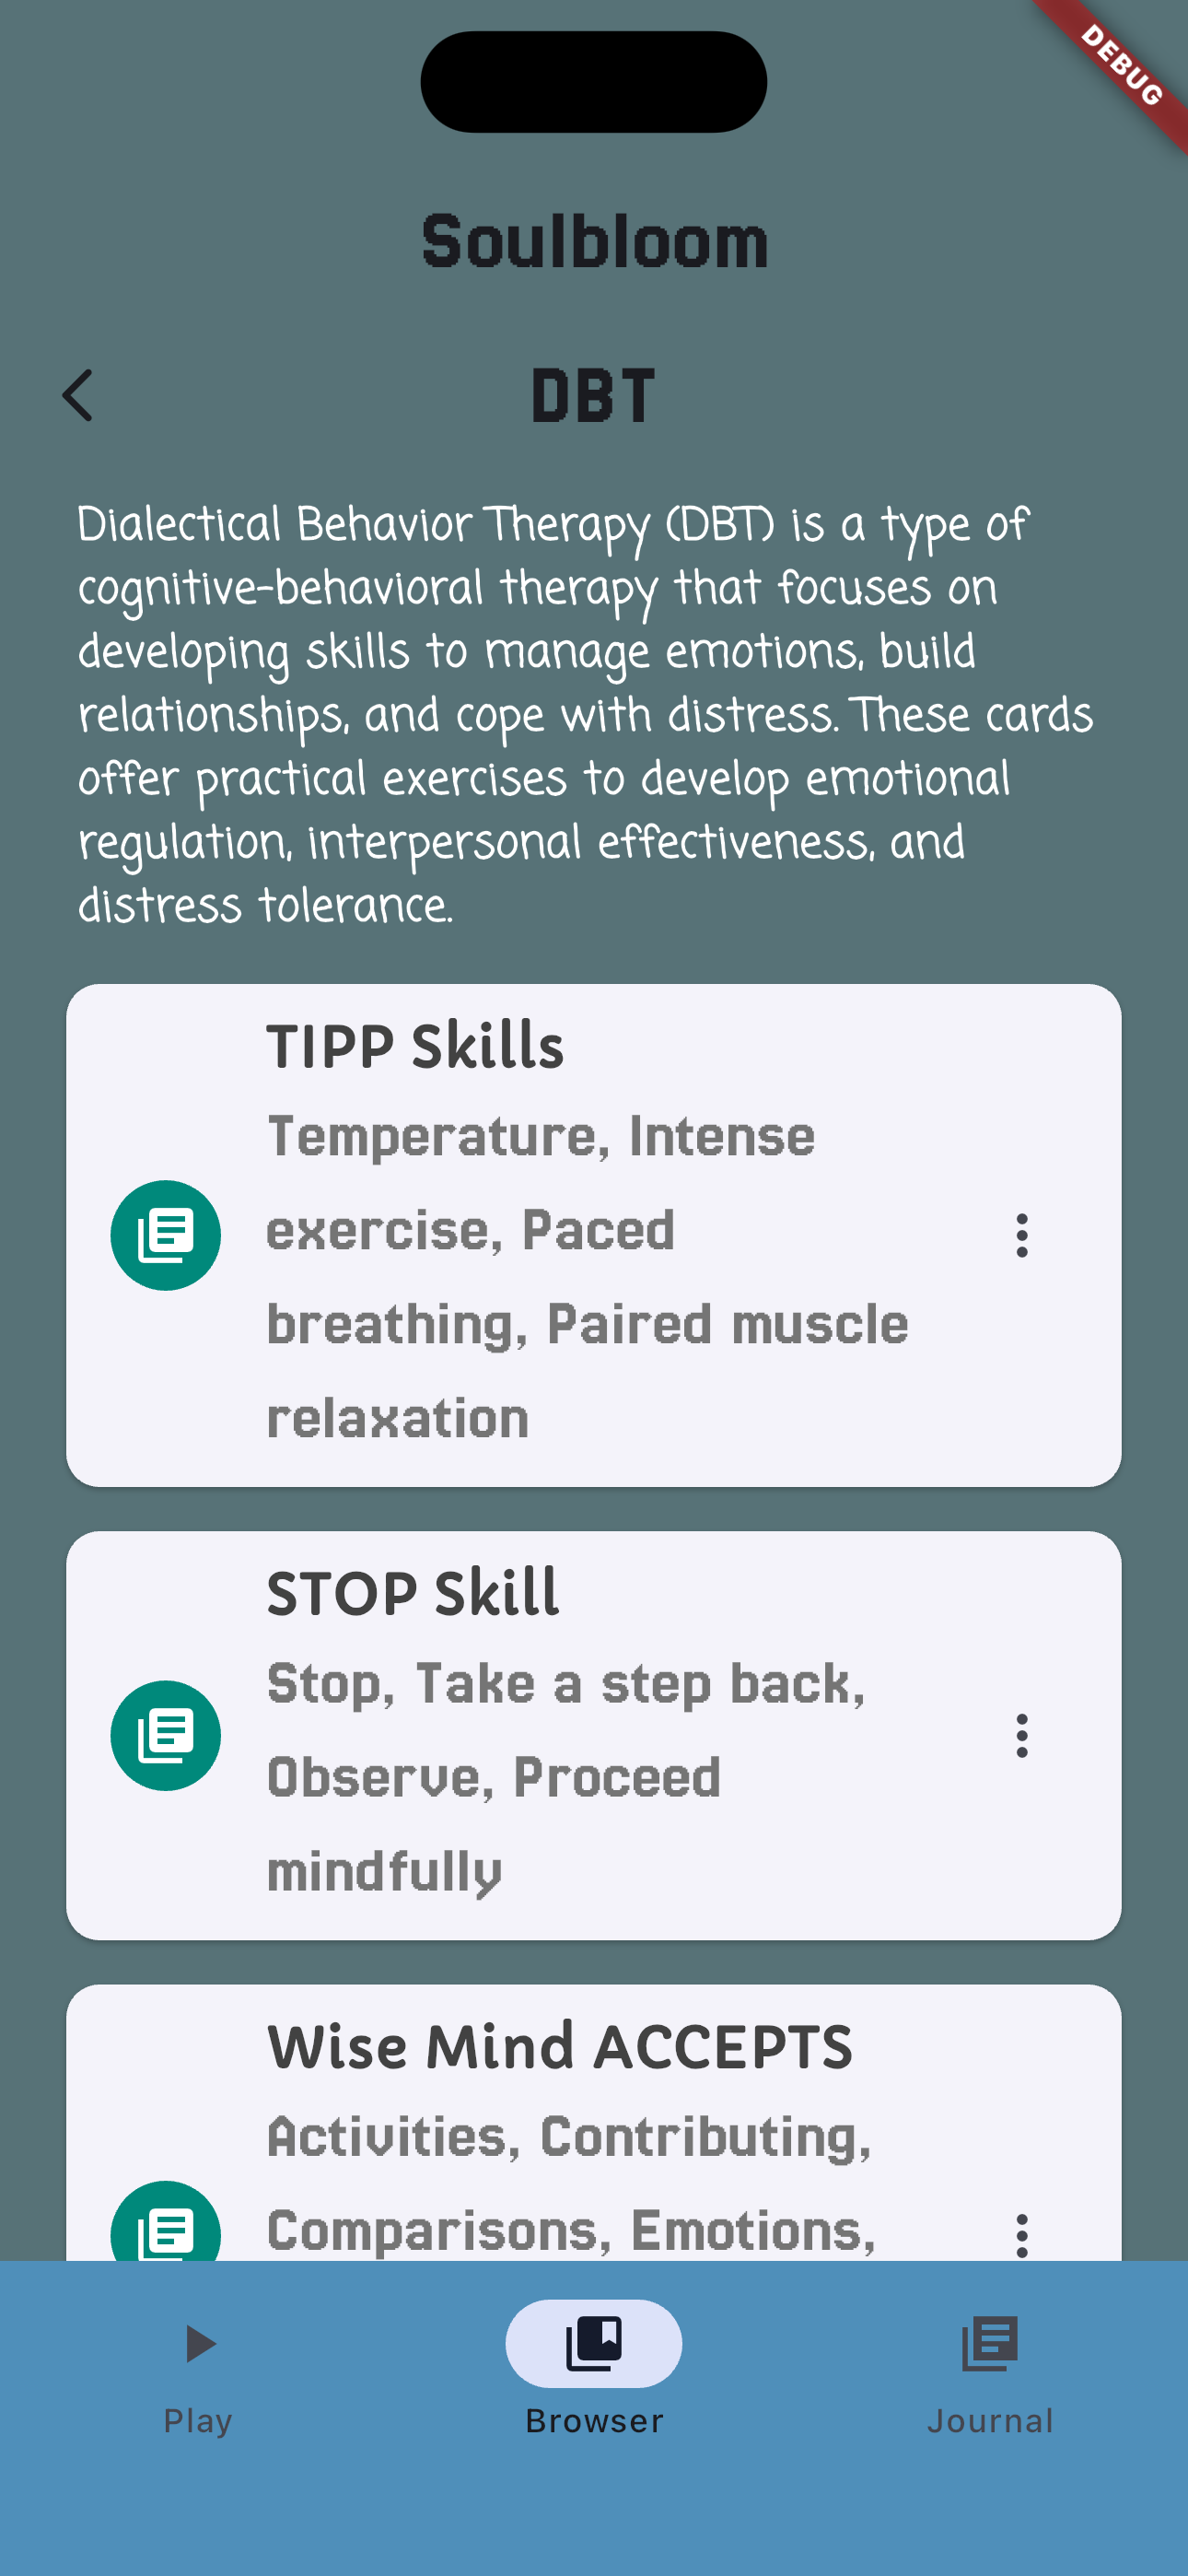 DEBUG
Soulbloom
DBT
Dialectical Behavior Therapy (DBT) is a type of
cognitive-behavioral therapy that focuses on
developing skills to manage emotions, build
relationships, and cope with distress. These cards
offer practical exercises to develop emotional
regulation, interpersonal effectiveness, and
distress tolerance.
TIPP Skills
Temperature, Intense
exercise, Paced
breathing, Paired muscle
relaxation
STOP Skill
Stop, Take a step back,
Observe, Proceed
mindfully
Wise Mind ACCEPTS
Activities, Contributing,
Comparisons, Emotions,
Play
Browser
Journal